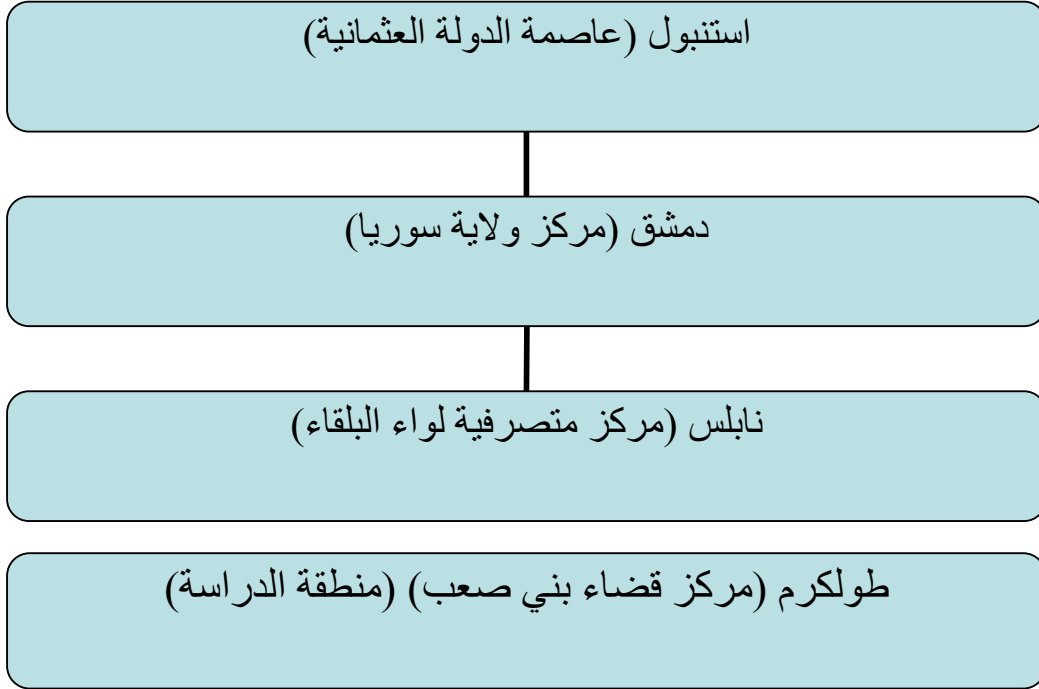 استنبول (عاصمة الدولة العثمانية)
دمشق (مركز ولاية سوريا)
نابلس (مركز متصرفية لواء البلقاء)
طولكرم (مركز قضاء بني صعب) (منطقة الدراسة)